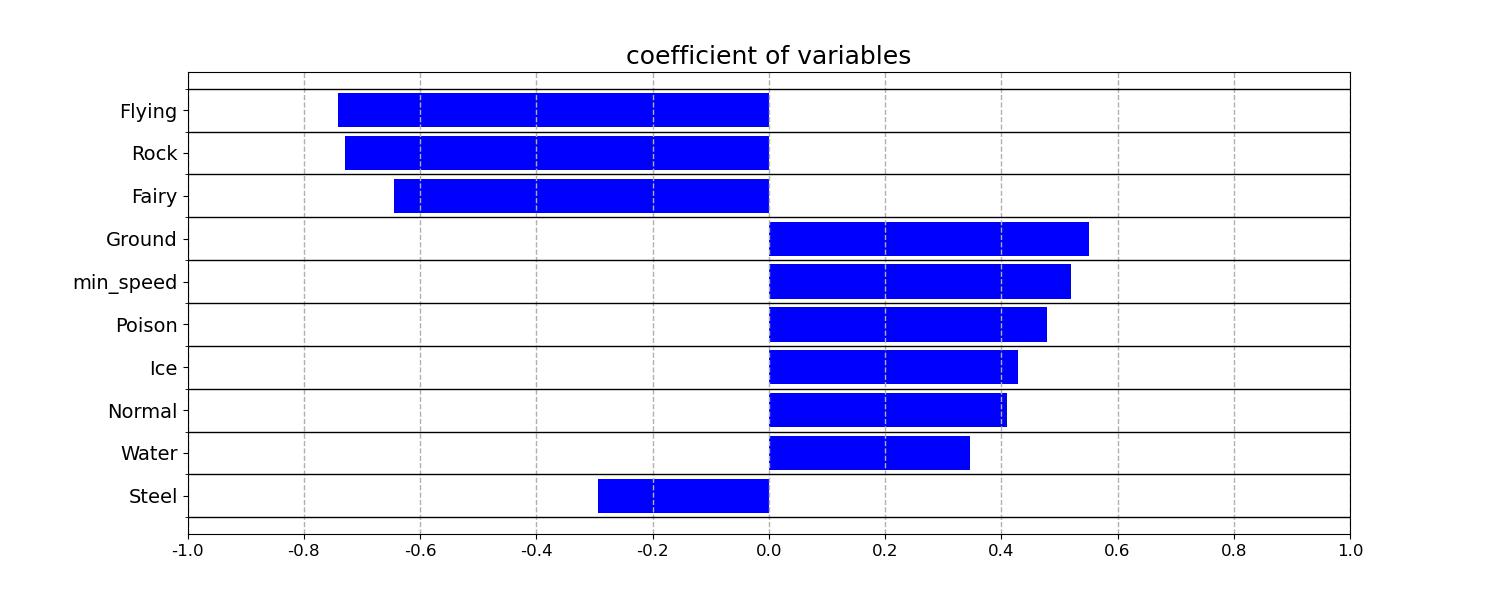 coefficient of variables
Flying
Rock
Fairy
Ground
min_speed
Poison
Ice
Normal
Water
Steel
-1.0 -0.8 -0.6 -0.4 -0.2 0.0 0.2 0.4 0.6 0.8 1.0